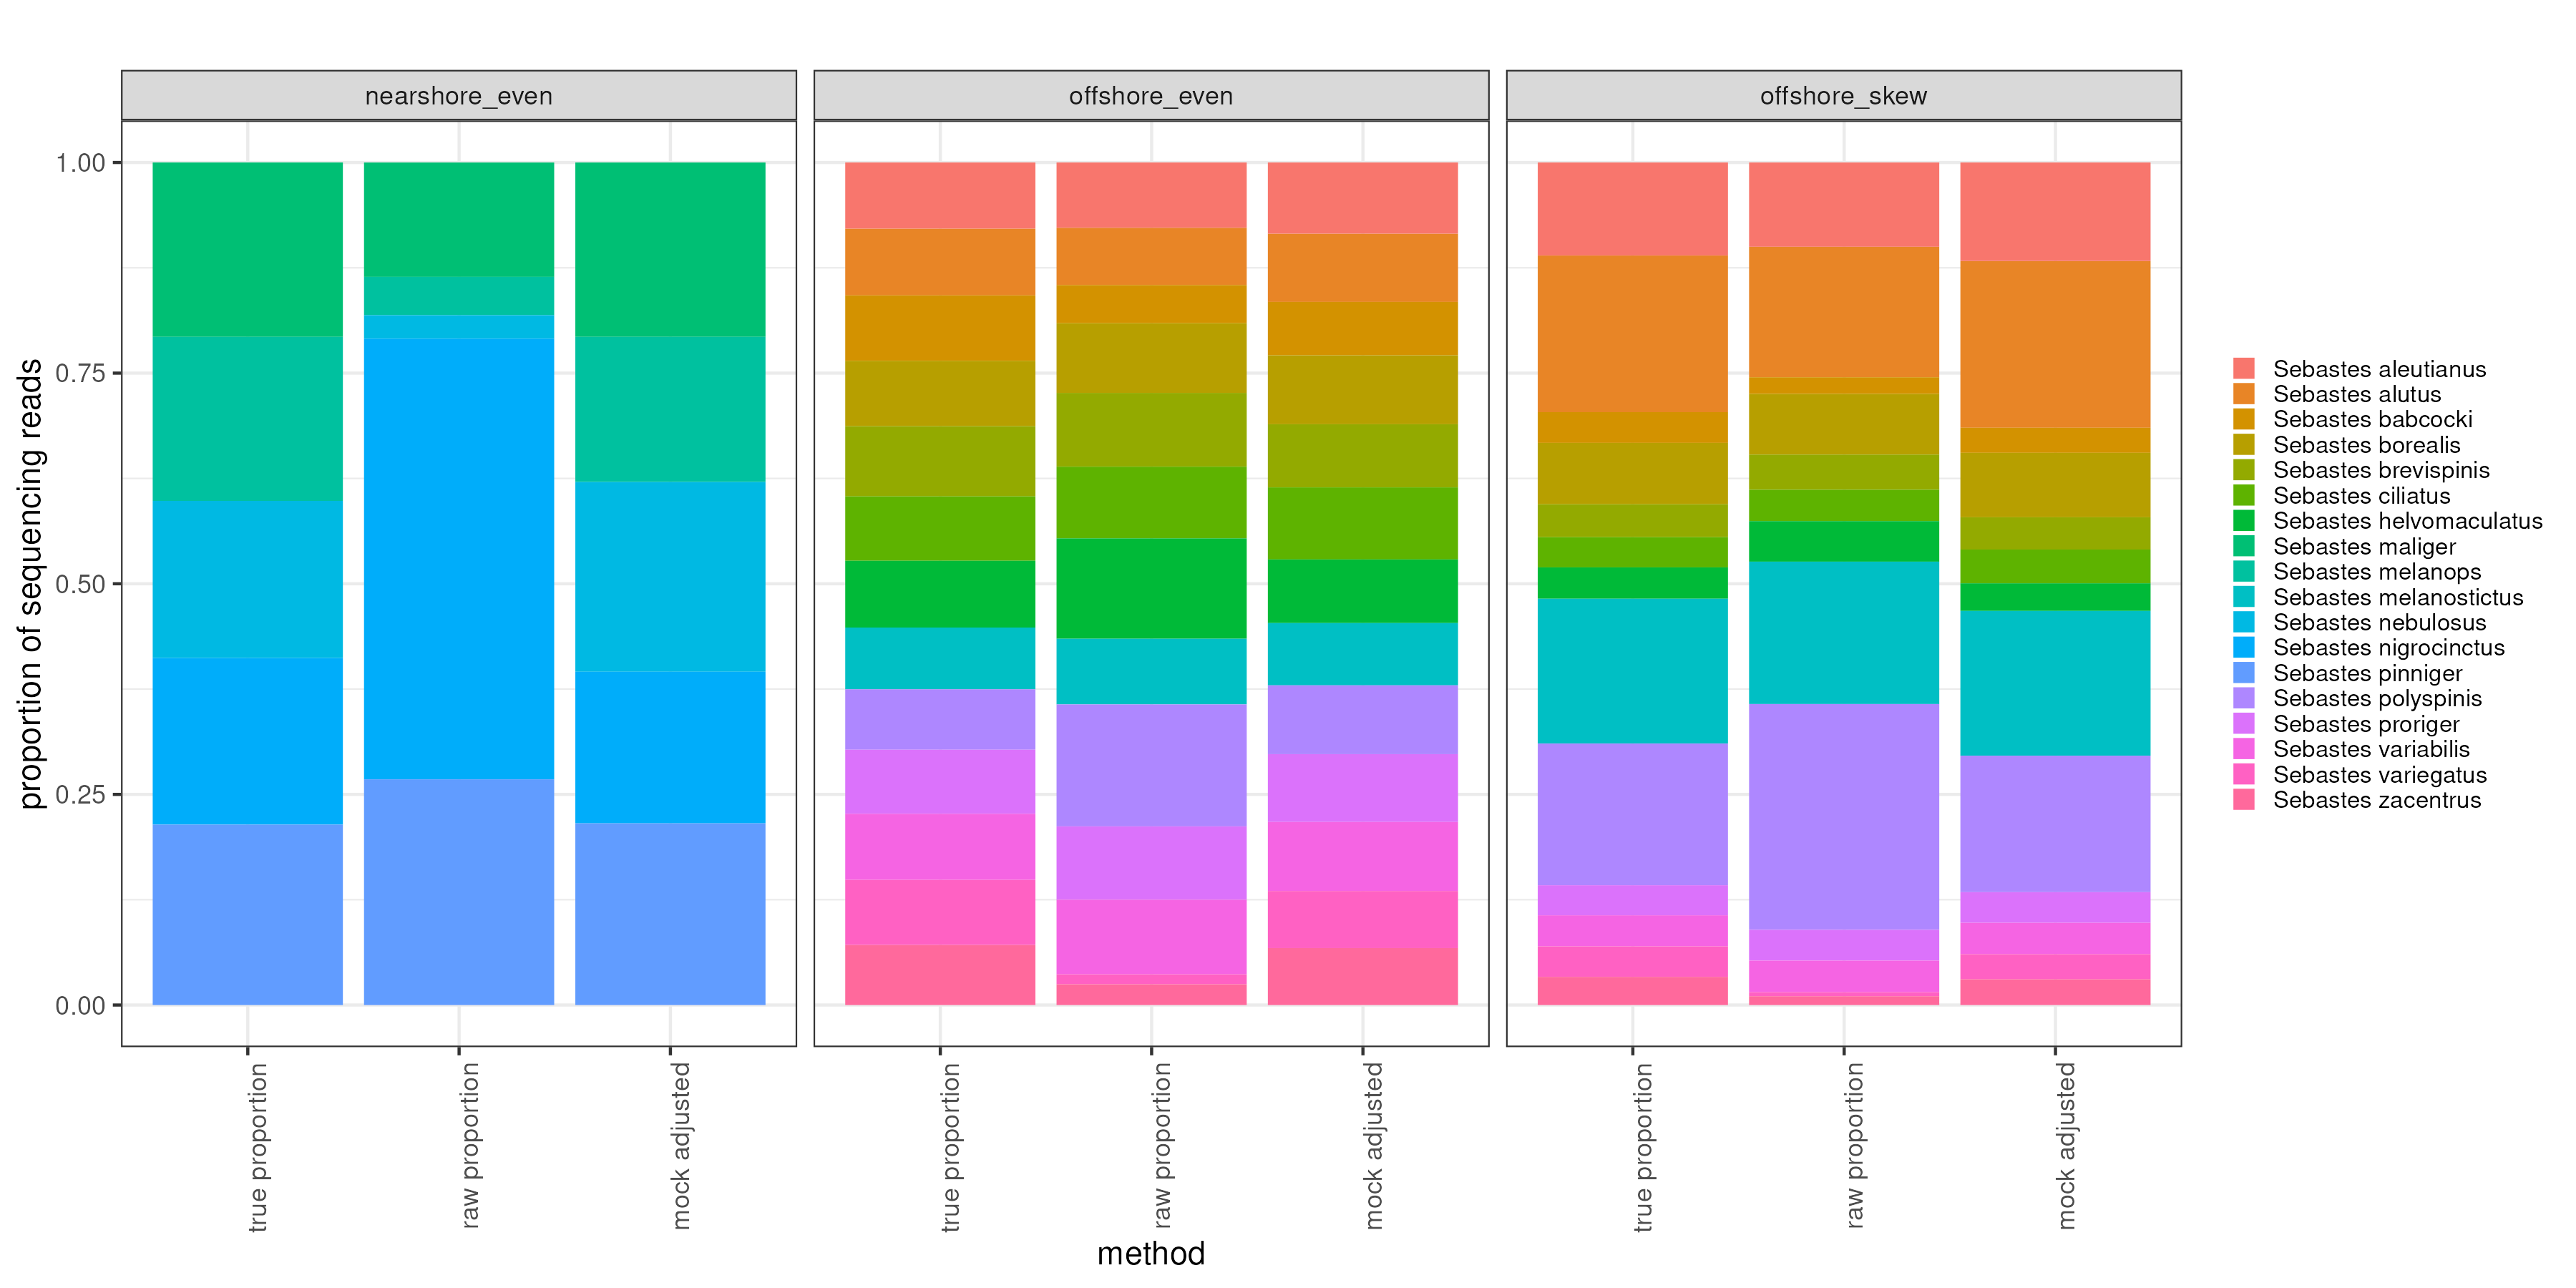 nearshore_even
offshore_even
offshore_skew
proportion of sequencing reads
1.00
0.75
0.50
0.25
0.00
true proportion
raw proportion
mock adjusted
true proportion
raw proportion
mock adjusted
true proportion
raw proportion
mock adjusted
method
Sebastes aleutianus
Sebastes alutus
Sebastes babcocki
Sebastes borealis
Sebastes brevispinis
Sebastes ciliatus
Sebastes helvomaculatus
Sebastes maliger
Sebastes melanops
Sebastes melanostictus
Sebastes nebulosus
Sebastes nigrocinctus
Sebastes pinniger
Sebastes polyspinis
Sebastes proriger
Sebastes variabilis
Sebastes variegatus
Sebastes zacentrus